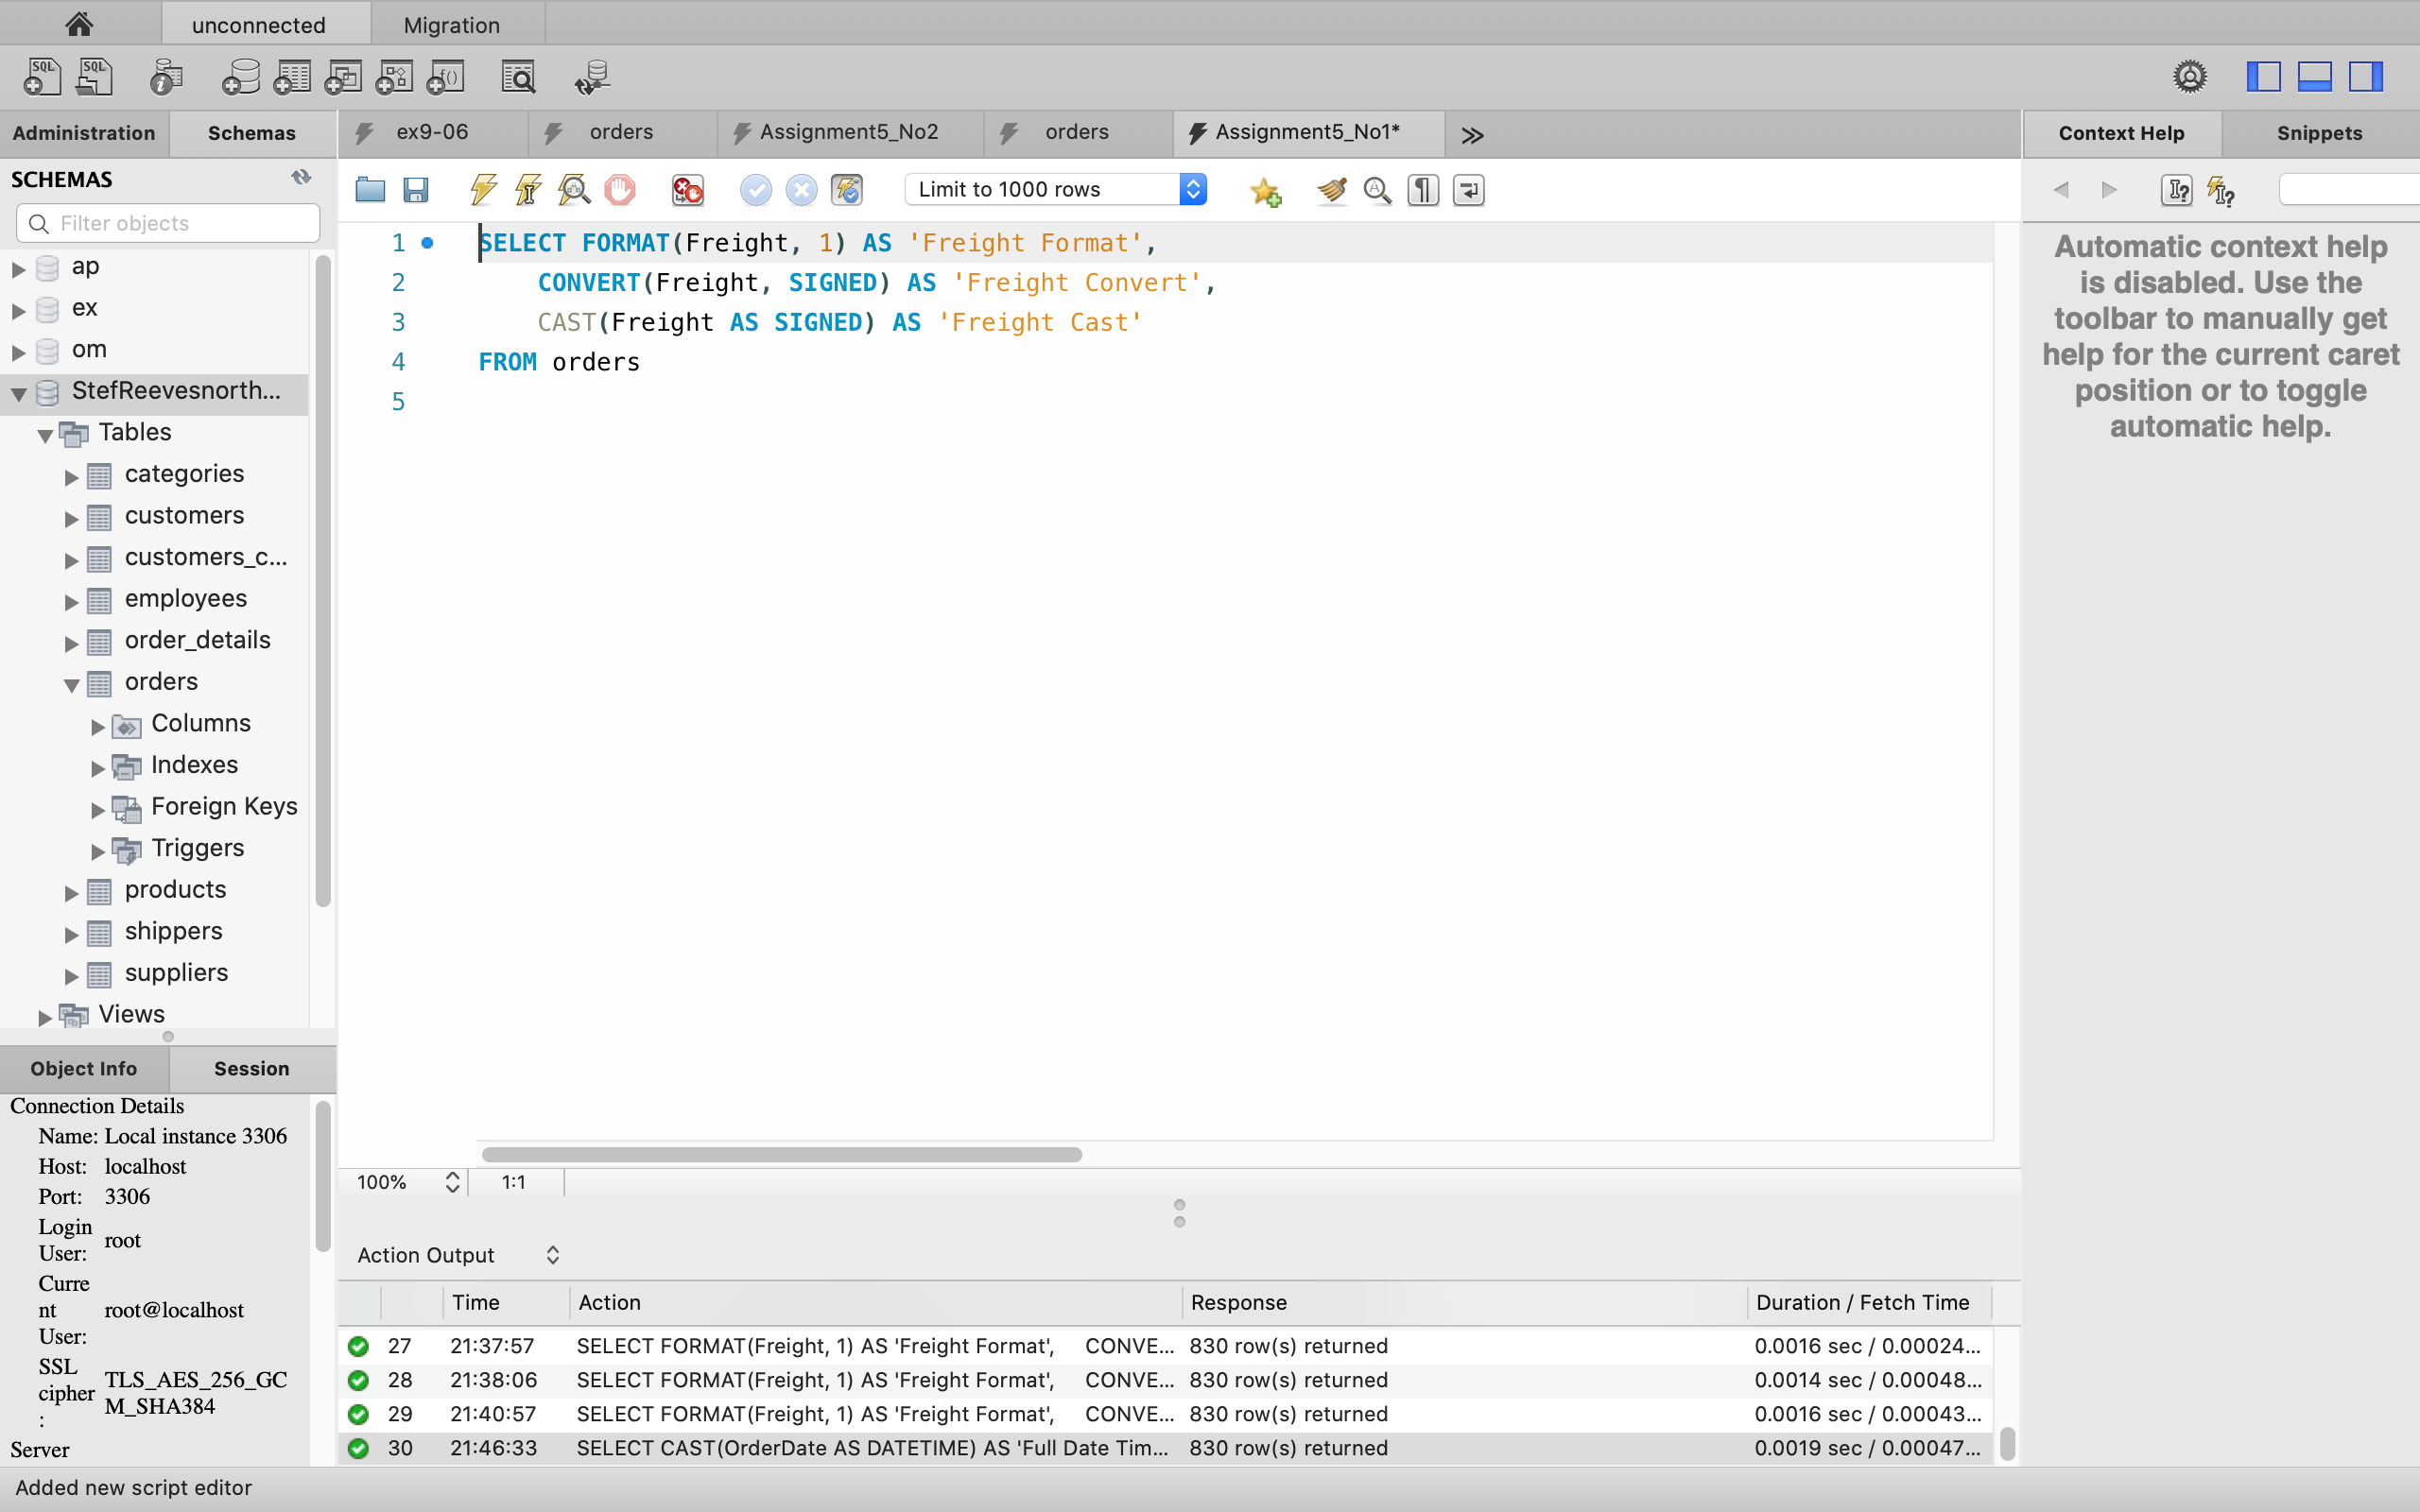 unconnected
Migration
SQL
SQL
Administration
Schemas
ex9-06
orders
Assignment5_No2
orders
Assignment5_No1*
Context Help
Snippets
SCHEMAS
Filter objects
Limit to 1000 rows
ap
ex
om
StefReevesnorth...
Tables
categories
customers
customers_c...
employees
order_details
orders
Columns
Indexes
Foreign Keys
Triggers
products
shippers
suppliers
Views
1 SELECT FORMAT(Freight, 1) AS 'Freight Format',
2 CONVERT(Freight, SIGNED) AS 'Freight Convert',
3 CAST(Freight AS SIGNED) AS 'Freight Cast'
4 FROM orders
5
Automatic context help
is disabled. Use the
toolbar to manually get
help for the current caret
position or to toggle
automatic help.
Object Info
Session
Connection Details
Name: Local instance 3306
Host: localhost
Port: 3306
Login
User: root
Curre
nt
User: root@localhost
SSL
cipher
: TLS_AES_256_GC
M_SHA384
Server
100%
1:1
Action Output
Time Action Response Duration / Fetch Time
27 21:37:57 SELECT FORMAT(Freight, 1) AS 'Freight Format', CONVE... 830 row(s) returned 0.0016 sec / 0.00024...
28 21:38:06 SELECT FORMAT(Freight, 1) AS 'Freight Format', CONVE... 830 row(s) returned 0.0014 sec / 0.00048...
29 21:40:57 SELECT FORMAT(Freight, 1) AS 'Freight Format', CONVE... 830 row(s) returned 0.0016 sec / 0.00043...
30 21:46:33 SELECT CAST(OrderDate AS DATETIME) AS 'Full Date Tim... 830 row(s) returned 0.0019 sec / 0.00047...
Added new script editor